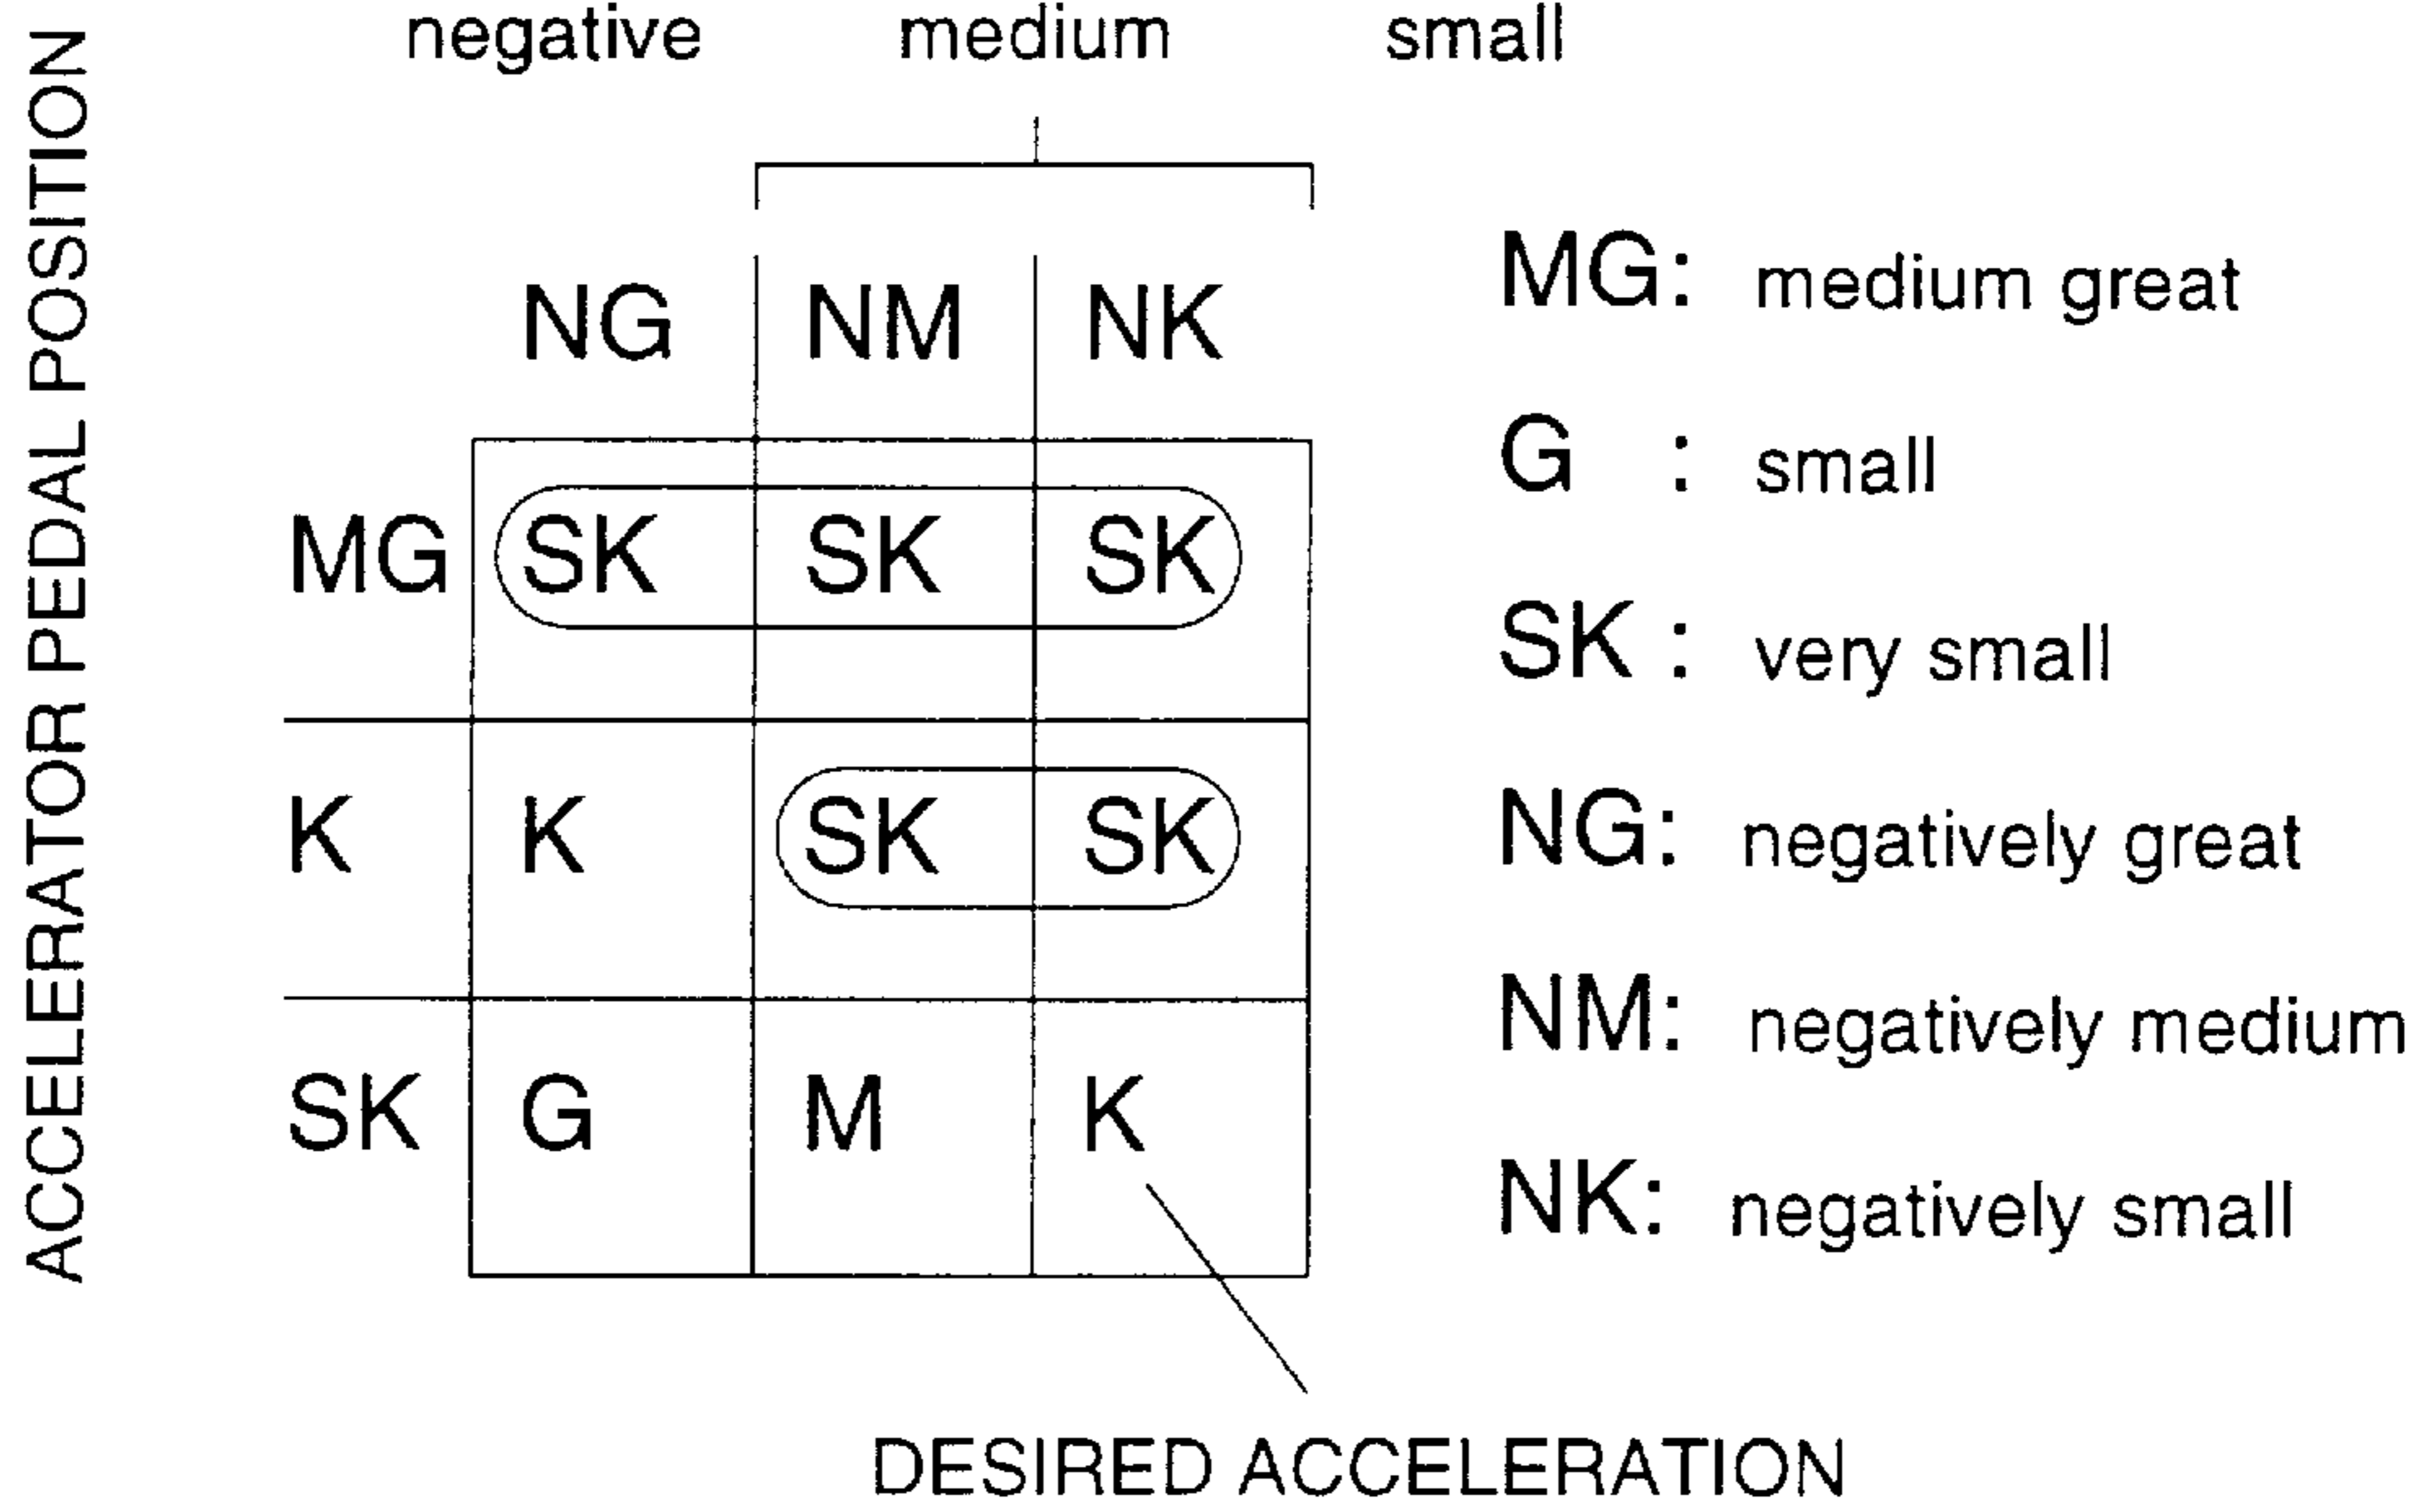 negative medium small
ACCELERATOR PEDAL POSITION
NG NM NK
MG SK SK SK
K K SK SK
SK G M K
MG: medium great
G : small
SK : very small
NG: negatively great
NM: negatively medium
NK: negatively small
DESIRED ACCELERATION